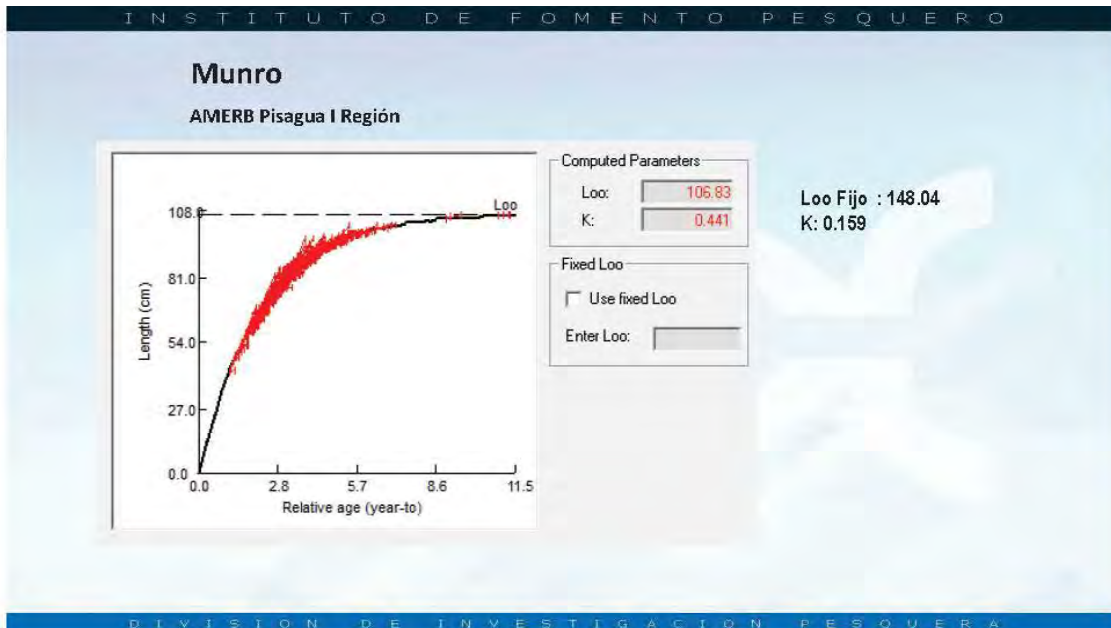 INSTITUTO DE FOMENTO PESQUERO
Munro
AMERB Pisagua I Región
Computed Parameters
Loo: 106.83
K: 0.441
Loo Fijo : 148.04
K: 0.159
Fixed Loo
Use fixed Loo
Enter Loo:
Loo
108.0
81.0
54.0
27.0
0.0
Length (cm)
0.0 2.8 5.7 8.6 11.5
Relative age (year-to)
DIVISION DE INVESTIGACION PESQUERA